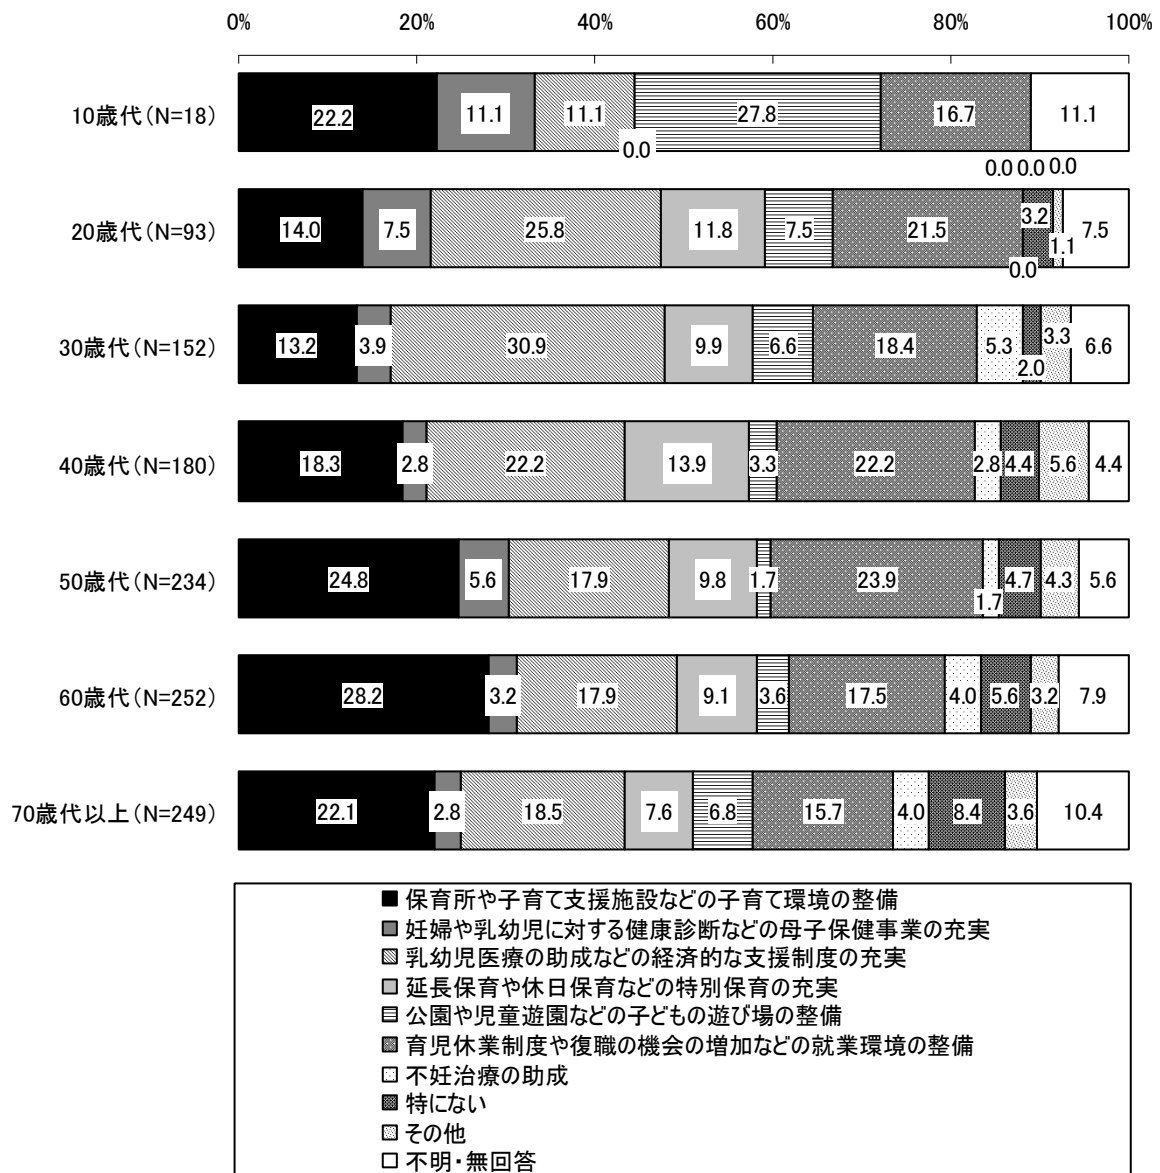 0% 20% 40% 60% 80% 100%
10歳代(N=18) 22.2 11.1 11.1 27.8 16.7 11.1
0.0
0.0 0.0 0.0
20歳代(N=93) 14.0 7.5 25.8 11.8 7.5 21.5 3.2 1.1 7.5
0.0
30歳代(N=152) 13.2 3.9 30.9 9.9 6.6 18.4 5.3 2.0 3.3 6.6
40歳代(N=180) 18.3 2.8 22.2 13.9 3.3 22.2 2.8 4.4 5.6 4.4
50歳代(N=234) 24.8 5.6 17.9 9.8 1.7 23.9 1.7 4.7 4.3 5.6
60歳代(N=252) 28.2 3.2 17.9 9.1 3.6 17.5 4.0 5.6 3.2 7.9
70歳代以上(N=249) 22.1 2.8 18.5 7.6 6.8 15.7 4.0 8.4 3.6 10.4
保育所や子育て支援施設などの子育て環境の整備
妊婦や乳幼児に対する健康診断などの母子保健事業の充実
乳幼児医療の助成などの経済的な支援制度の充実
延長保育や休日保育などの特別保育の充実
公園や児童遊園などの子どもの遊び場の整備
育児休業制度や復職の機会の増加などの就業環境の整備
不妊治療の助成
特にない
その他
不明・無回答